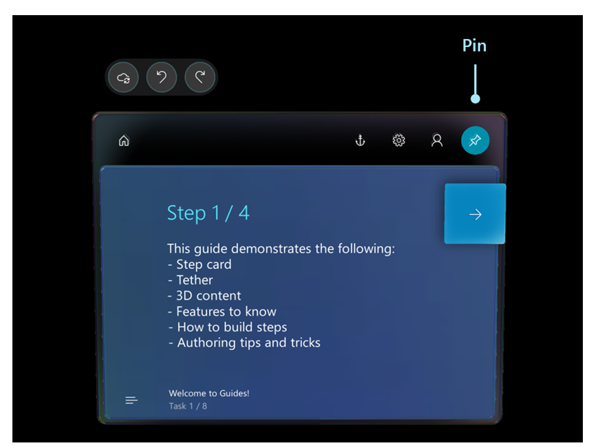 Pin
Step 1 / 4
This guide demonstrates the following:
- Step card
- Tether
- 3D content
- Features to know
- How to build steps
- Authoring tips and tricks
Welcome to Guides!
Task 1 / 8